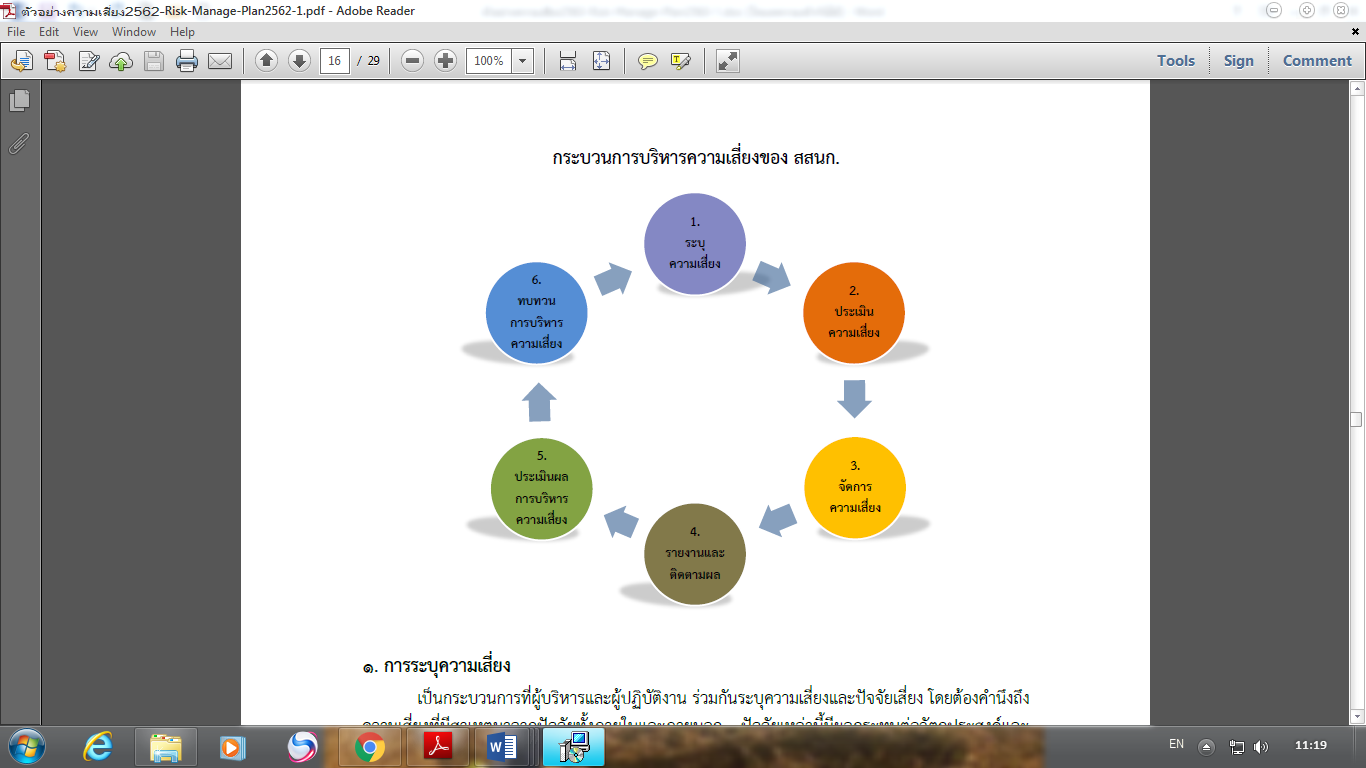 ตัวอย่างความเสี่ยง2562-Risk-Manage-Plan2562-1.pdf - Adobe Reader
File Edit View Window Help
16 / 29 100% Tools Sign Comment
กระบวนการบริหารความเสี่ยงของ สสนก.
1.
ระบุ
ความเสี่ยง
2.
ประเมิน
ความเสี่ยง
3.
จัดการ
ความเสี่ยง
4.
รายงานและ
ติดตามผล
5.
ประเมินผล
การบริหาร
ความเสี่ยง
6.
ทบทวน
การบริหาร
ความเสี่ยง
๑. การระบุความเสี่ยง
เป็นกระบวนการที่ผู้บริหารและผู้ปฏิบัติงาน ร่วมกันระบุความเสี่ยงและปัจจัยเสี่ยง โดยต้องคำนึงถึง
EN 11:19